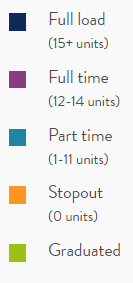 Full load
(15+ units)
Full time
(12-14 units)
Part time
(1-11 units)
Stopout
(0 units)
Graduated